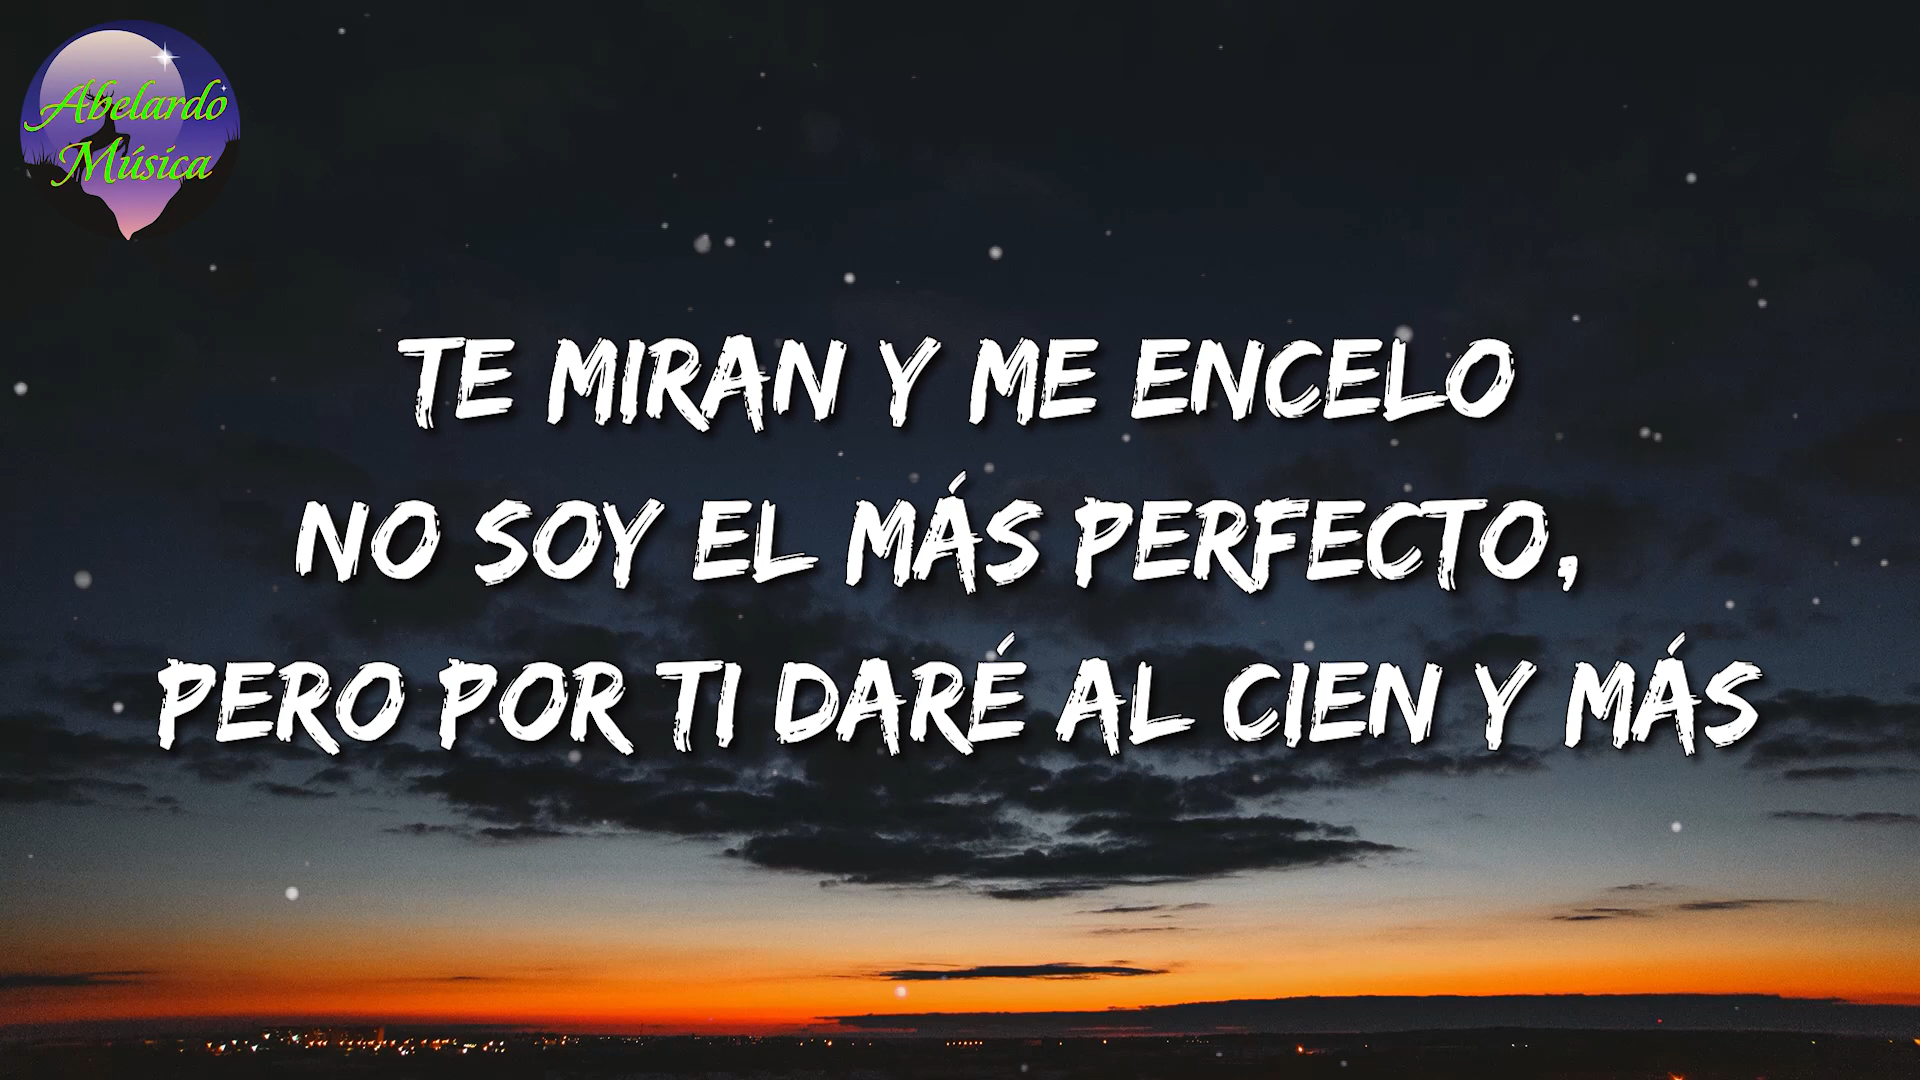 Abelardo
Música
TE MIRAN Y ME ENCELO
NO SOY EL MÁS PERFECTO,
PERO POR TI DARÉ AL CIEN Y MÁS